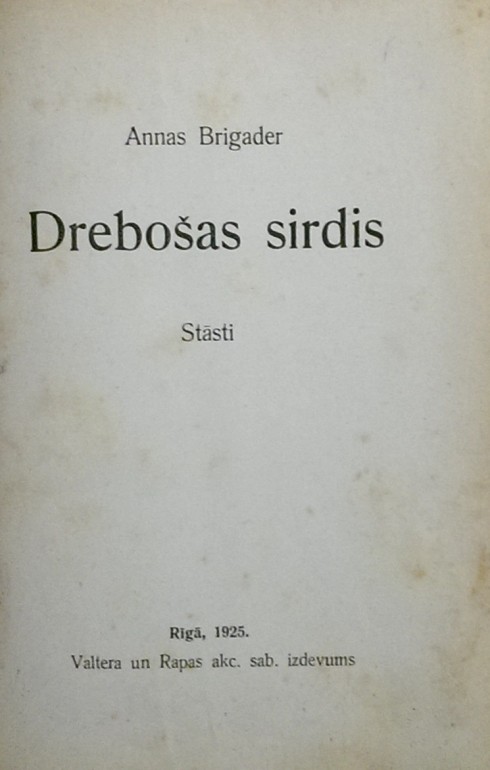 Annas Brigader
Drebošas sirdis
Stāsti
Rīgā, 1925.
Valtera un Rapas akc. sab. izdevums